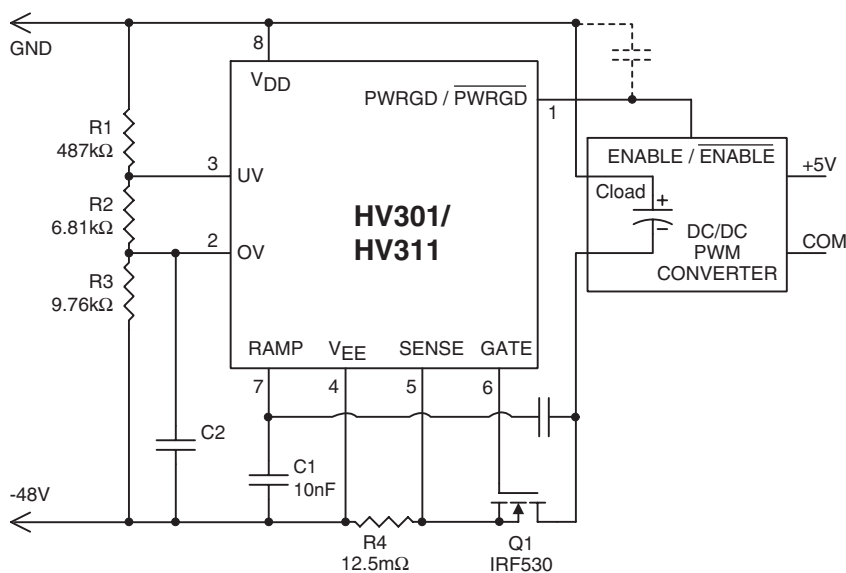 GND
8
VDD
PWRGD / PWRGD
1
R1
487kΩ
3
UV
ENABLE / ENABLE
+5V
R2
6.81kΩ
HV301/
HV311
Cload
+
–
DC/DC
PWM
CONVERTER
COM
2
OV
R3
9.76kΩ
RAMP
VEE
SENSE
GATE
7
4
5
6
C2
C1
10nF
-48V
R4
12.5mΩ
Q1
IRF530